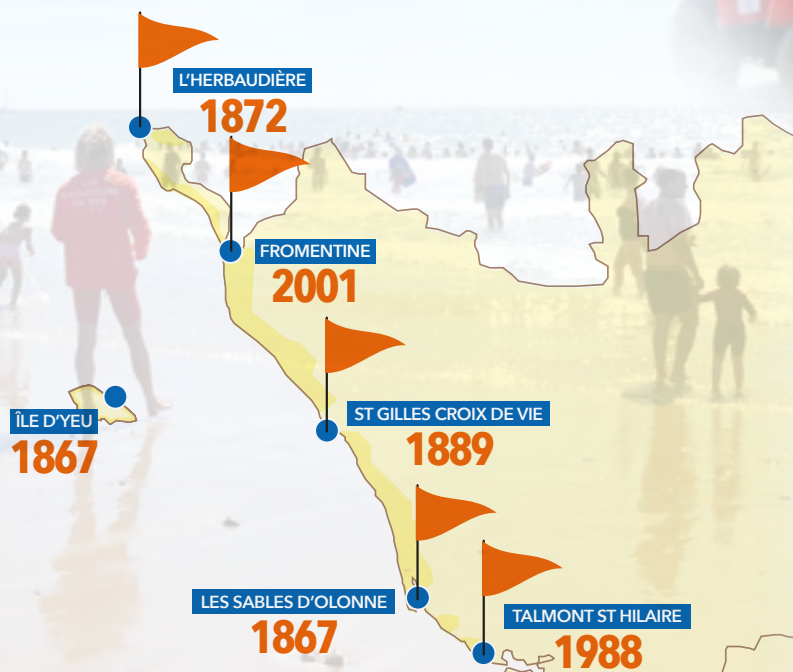 L'HERBAUDIÈRE
1872
FROMENTINE
2001
ST GILLES CROIX DE VIE
1889
ÎLE D'YEU
1867
LES SABLES D'OLONNE
1867
TALMONT ST HILAIRE
1988